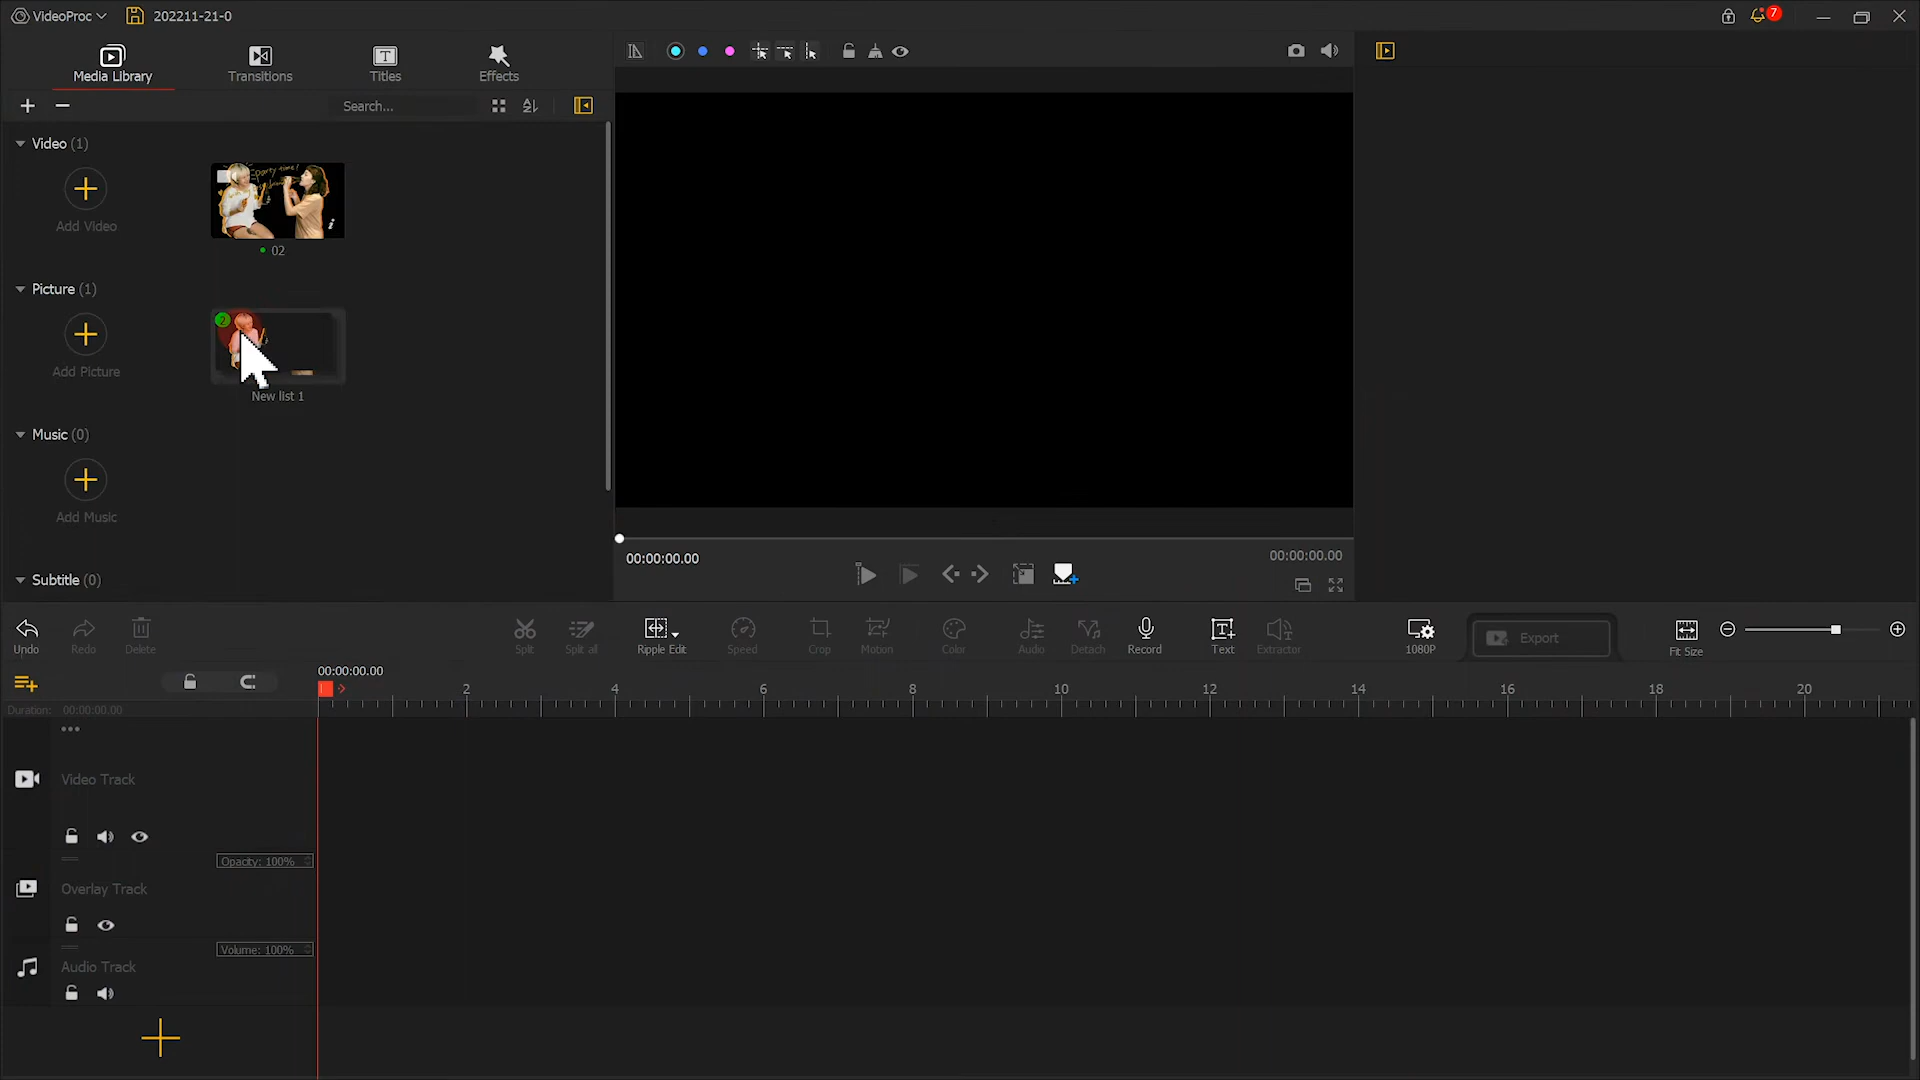 VideoProc
202211-21-0
7
Media Library
Transitions
Titles
Effects
Search...
Video (1)
Add Video
party time!
02
Picture (1)
2
Add Picture
New list 1
Music (0)
Add Music
Subtitle (0)
00:00:00.00
00:00:00.00
Undo
Redo
Delete
Split
Split all
Ripple Edit
Speed
Crop
Motion
Color
Audio
Detach
Record
Text
Extractor
1080P
Export
Fit Size
00:00:00.00
2 4 6 8 10 12 14 16 18 20
Duration: 00:00:00.00
Video Track
Opacity: 100%
Overlay Track
Volume: 100%
Audio Track